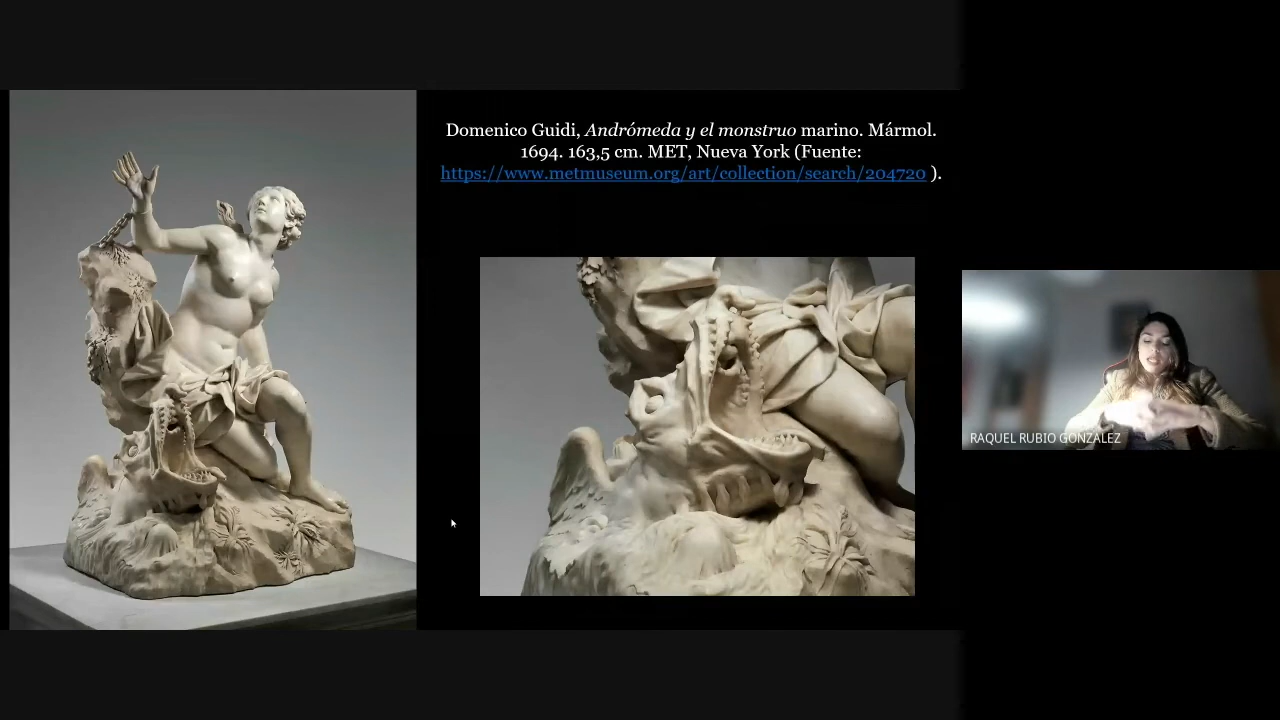 Domenico Guidi, Andrómeda y el monstruo marino. Mármol.
1694. 163,5 cm. MET, Nueva York (Fuente:
https://www.metmuseum.org/art/collection/search/204720 ).
RAQUEL RUBIO GONZALEZ